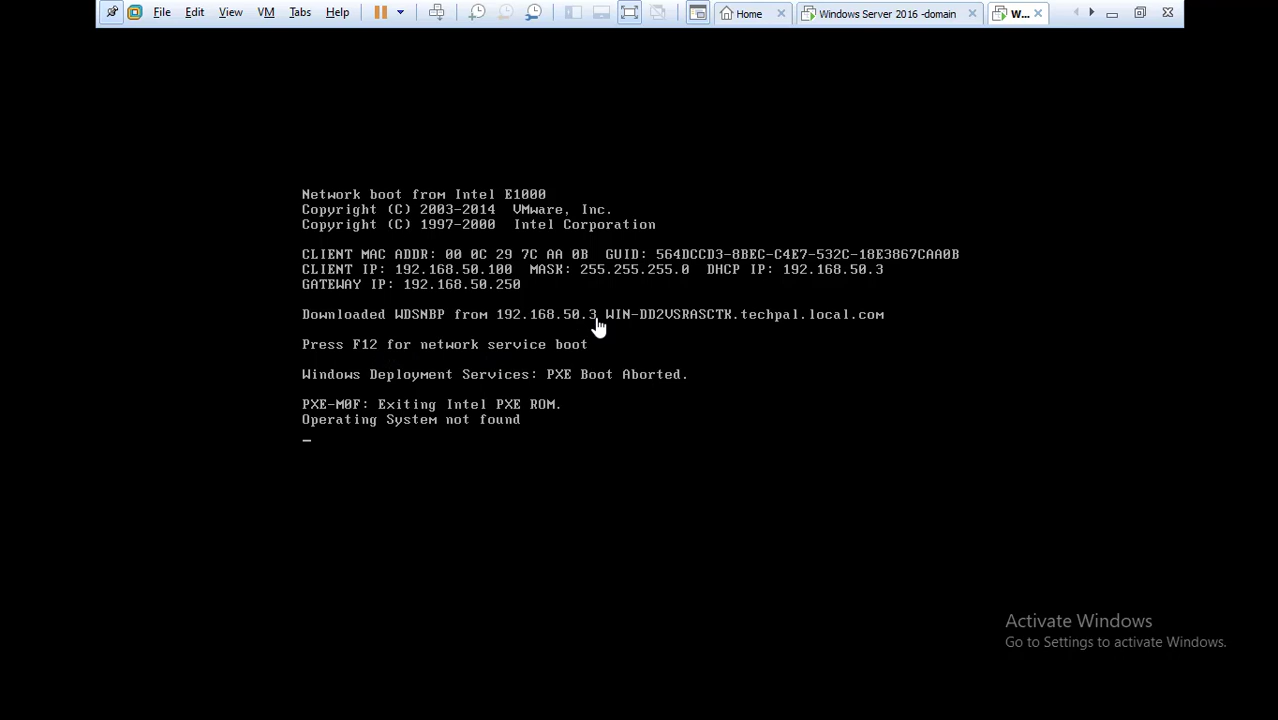 File Edit View VM Tabs Help Home Windows Server 2016 -domain W...
Network boot from Intel E1000
Copyright (C) 2003-2014 VMware, Inc.
Copyright (C) 1997-2000 Intel Corporation
CLIENT MAC ADDR: 00 0C 29 7C AA 0B GUID: 564DCCD3-8BEC-C4E7-532C-18E3867CAA0B
CLIENT IP: 192.168.50.100 MASK: 255.255.255.0 DHCP IP: 192.168.50.3
GATEWAY IP: 192.168.50.250
Downloaded WDSNBP from 192.168.50.3 WIN-DD2VSRASCTK.techpal.local.com
Press F12 for network service boot
Windows Deployment Services: PXE Boot Aborted.
PXE-M0F: Exiting Intel PXE ROM.
Operating System not found
Activate Windows
Go to Settings to activate Windows.